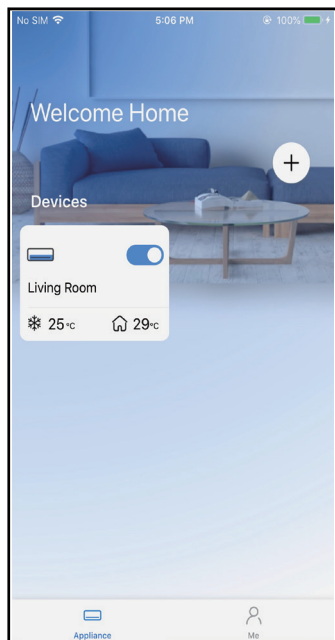 No SIM 5:06 PM 100%
Welcome Home
+
Devices
Living Room
25°C 29°C
Appliance Me